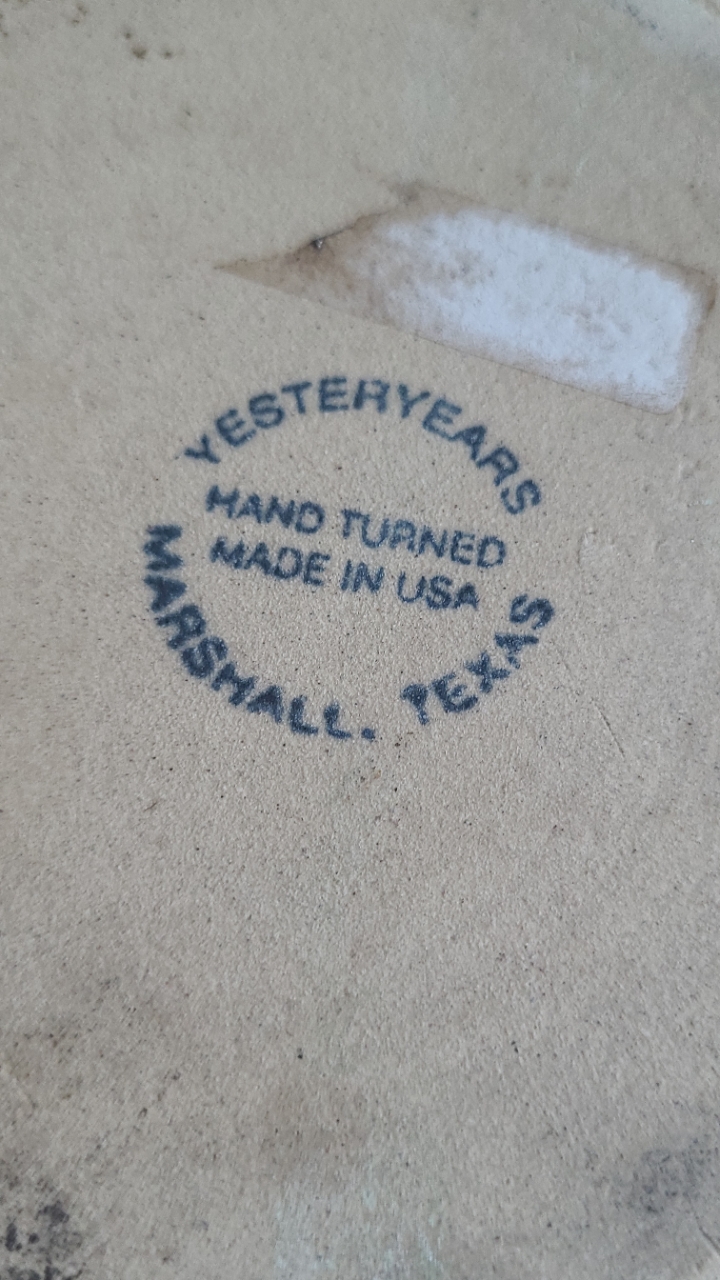 YESTERYEARS
HAND TURNED
MADE IN USA
MARSHALL. TEXAS